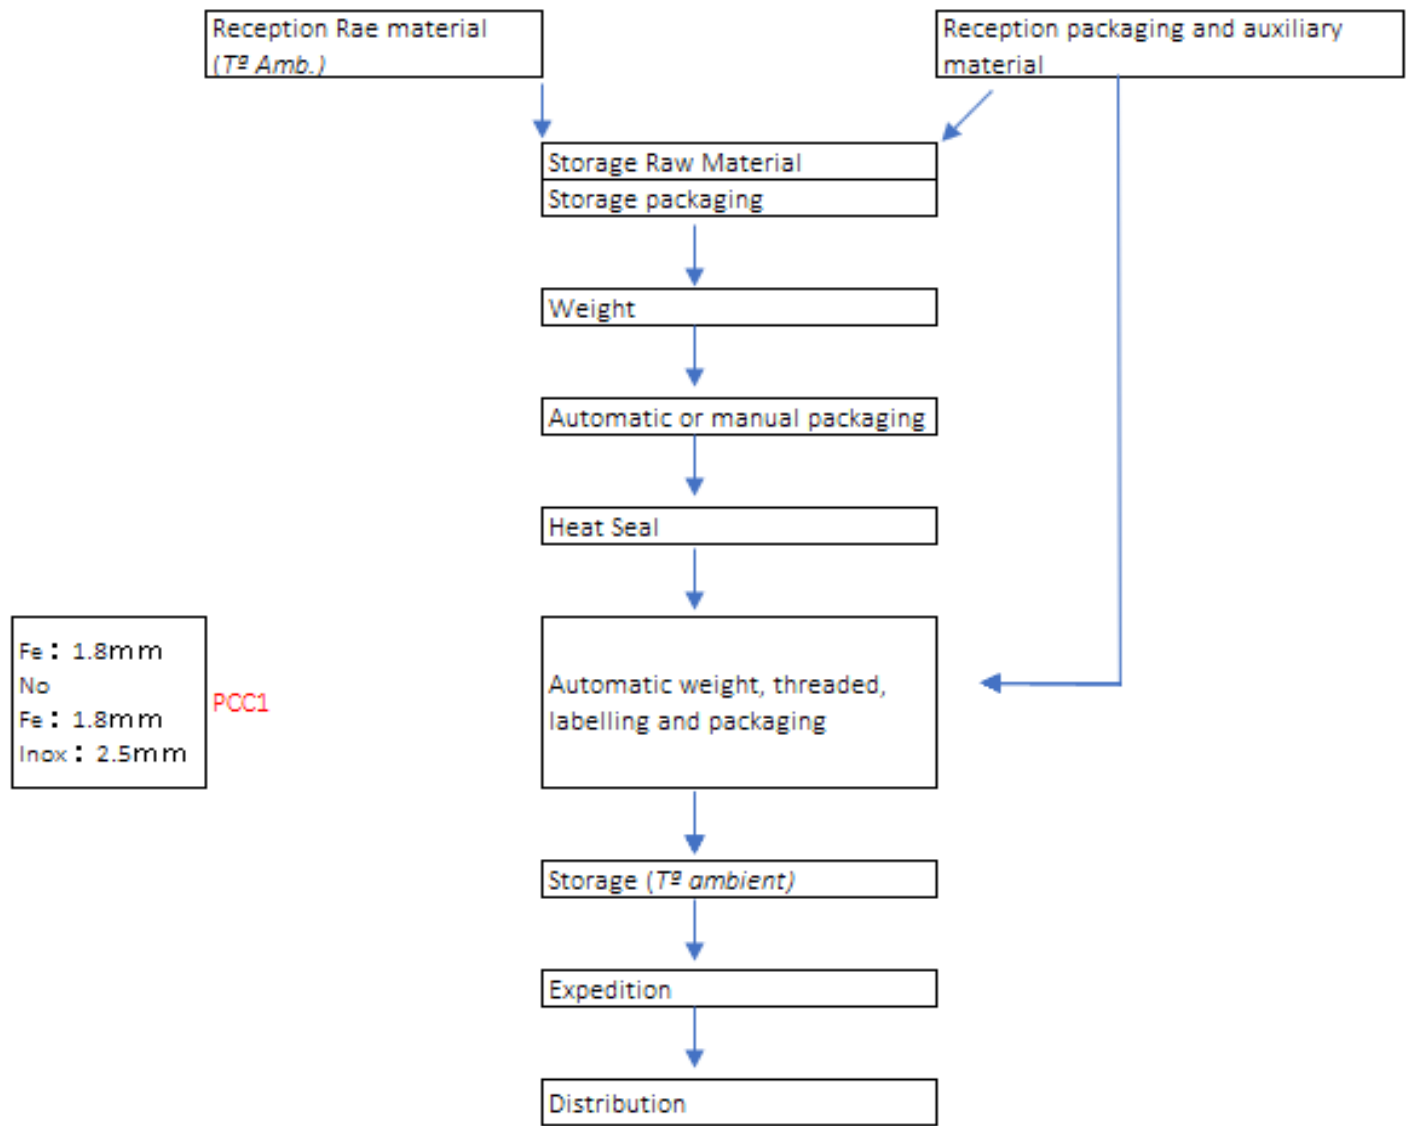 Reception Rae material
(Tª Amb.)
Reception packaging and auxiliary
material
Storage Raw Material
Storage packaging
Weight
Automatic or manual packaging
Heat Seal
Fe：1.8mm
No
Fe：1.8mm
Inox：2.5mm
PCC1
Automatic weight, threaded,
labelling and packaging
Storage (Tª ambient)
Expedition
Distribution